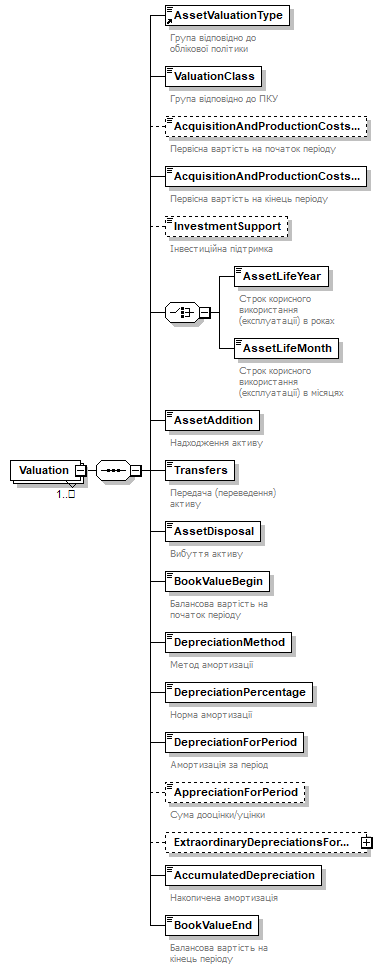 AssetValuationType
Група відповідно до
облікової політики
ValuationClass
Група відповідно до ПКУ
AcquisitionAndProductionCosts...
Первісна вартість на початок періоду
AcquisitionAndProductionCosts...
Первісна вартість на кінець періоду
InvestmentSupport
Інвестиційна підтримка
AssetLifeYear
Строк корисного
використання
(експлуатації) в роках
AssetLifeMonth
Строк корисного
використання
(експлуатації) в місяцях
AssetAddition
Надходження активу
Valuation
1..
Transfers
Передача (переведення)
активу
AssetDisposal
Вибуття активу
BookValueBegin
Балансова вартість на
початок періоду
DepreciationMethod
Метод амортизації
DepreciationPercentage
Норма амортизації
DepreciationForPeriod
Амортизація за період
AppreciationForPeriod
Сума дооцінки/уцінки
ExtraordinaryDepreciationsFor...
AccumulatedDepreciation
Накопичена амортизація
BookValueEnd
Балансова вартість на
кінець періоду